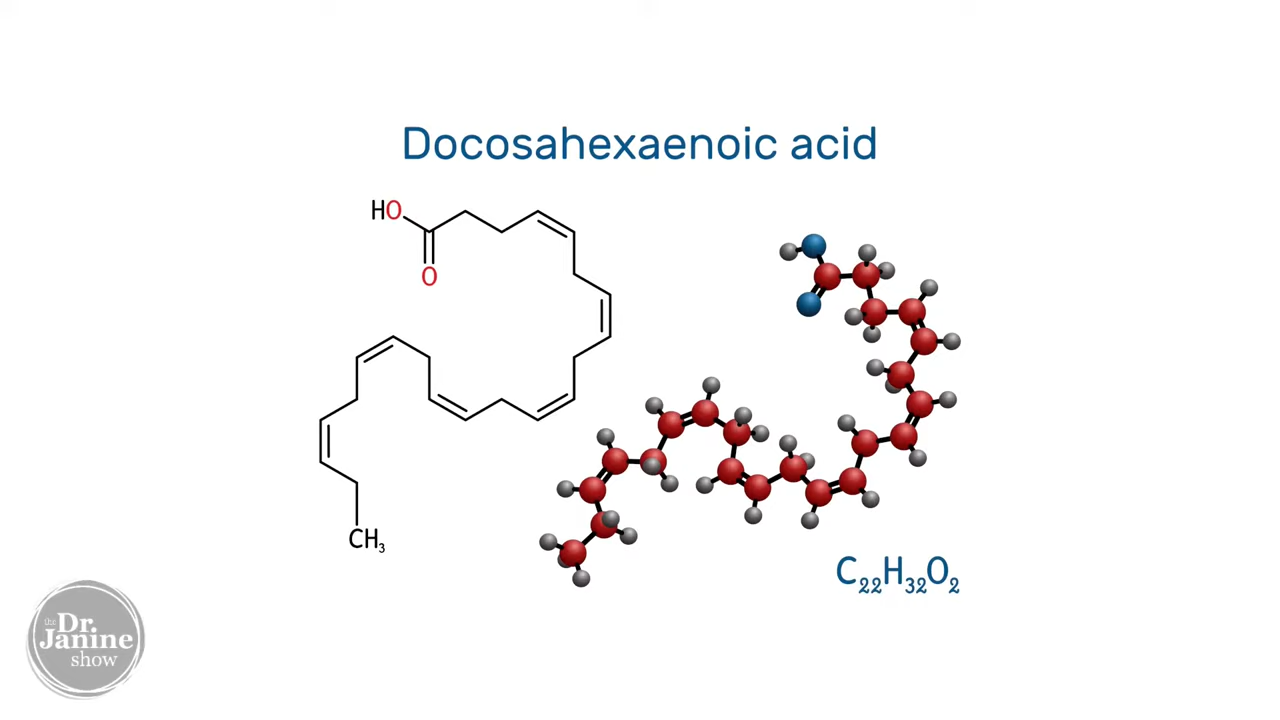 Docosahexaenoic acid
HO
O
CH₃
C₂₂H₃₂O₂
the Dr.
Janine
show